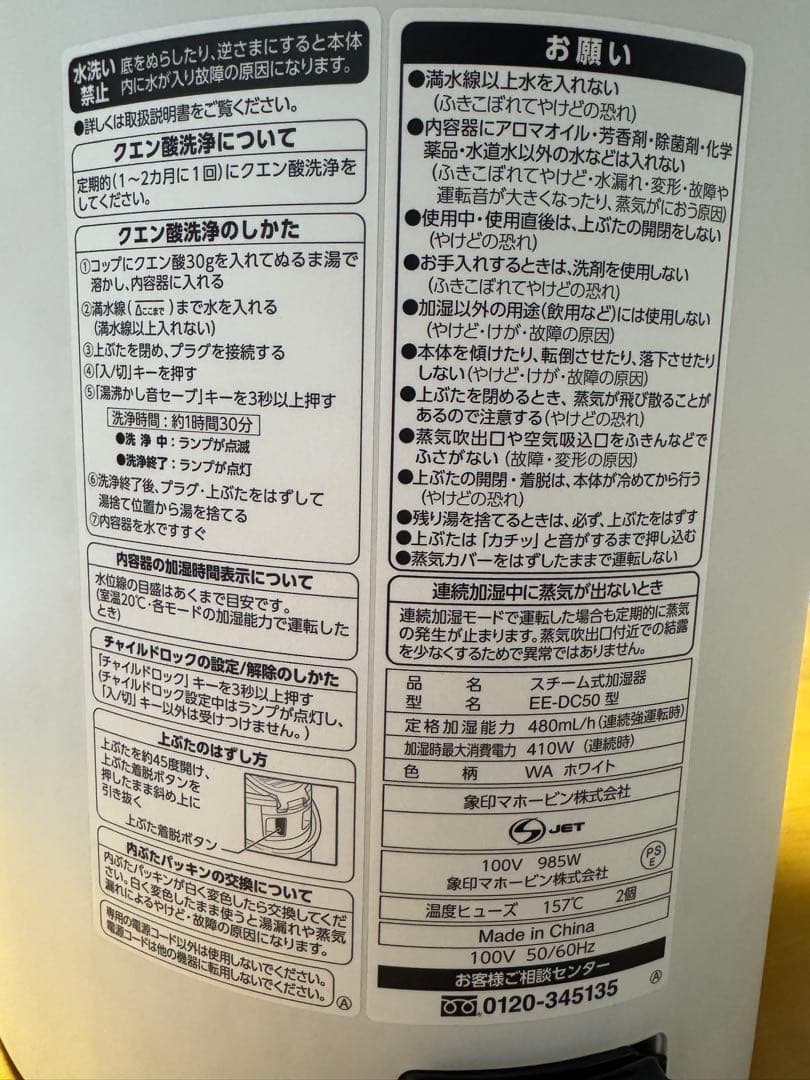 水洗い
禁止
底をぬらしたり、逆さまにすると本体
内に水が入り故障の原因になります。
●詳しくは取扱説明書をご覧ください。
クエン酸洗浄について
定期的(1～2カ月に1回)にクエン酸洗浄を
してください。
クエン酸洗浄のしかた
①コップにクエン酸30gを入れてぬるま湯で
溶かし、内容器に入れる
②満水線(△ここまで)まで水を入れる
(満水線以上入れない)
③上ぶたを閉め、プラグを接続する
④「入/切」キーを押す
⑤「湯沸かし音セーブ」キーを3秒以上押す
洗浄時間：約1時間30分
●洗浄中：ランプが点滅
●洗浄終了：ランプが点灯
⑥洗浄終了後、プラグ・上ぶたをはずして
湯捨て位置から湯を捨てる
⑦内容器を水ですすぐ
内容器の加湿時間表示について
水位線の目盛はあくまで目安です。
(室温20℃・各モードの加湿能力で運転した
とき)
チャイルドロックの設定/解除のしかた
「チャイルドロック」キーを3秒以上押す
(チャイルドロック設定中はランプが点灯し、
「入/切」キー以外は受けつけません。)
上ぶたのはずし方
上ぶたを約45度開け、
上ぶた着脱ボタンを
押したまま斜め上に
引き抜く
上ぶた着脱ボタン
内ぶたパッキンの交換について
内ぶたパッキンが白く変色したら交換してくだ
さい。白く変色したまま使うと湯漏れや蒸気
漏れによるやけど・故障の原因になります。
専用の電源コード以外は使用しないでください。
電源コードは他の機器に転用しないでください。
Ⓐ
お願い
●満水線以上水を入れない
(ふきこぼれてやけどの恐れ)
●内容器にアロマオイル・芳香剤・除菌剤・化学
薬品・水道水以外の水などは入れない
(ふきこぼれてやけど・水漏れ・変形・故障や
運転音が大きくなったり、蒸気がにおう原因)
●使用中・使用直後は、上ぶたの開閉をしない
(やけどの恐れ)
●お手入れするときは、洗剤を使用しない
(ふきこぼれてやけどの恐れ)
●加湿以外の用途(飲用など)には使用しない
(やけど・けが・故障の原因)
●本体を傾けたり、転倒させたり、落下させたり
しない(やけど・けが・故障の原因)
●上ぶたを閉めるとき、蒸気が飛び散ることが
あるので注意する(やけどの恐れ)
●蒸気吹出口や空気吸込口をふきんなどで
ふさがない(故障・変形の原因)
●上ぶたの開閉・着脱は、本体が冷めてから行う
(やけどの恐れ)
●残り湯を捨てるときは、必ず、上ぶたをはずす
●上ぶたは「カチッ」と音がするまで押し込む
●蒸気カバーをはずしたままで運転しない
連続加湿中に蒸気が出ないとき
連続加湿モードで運転した場合も定期的に蒸気
の発生が止まります。蒸気吹出口付近での結露
を少なくするためで異常ではありません。
品名 スチーム式加湿器
型名 EE-DC50型
定格加湿能力 480mL/h(連続強運転時)
加湿時最大消費電力 410W(連続時)
色柄 WA ホワイト
象印マホービン株式会社
JET
100V 985W
象印マホービン株式会社
PS
E
温度ヒューズ 157℃ 2個
Made in China
100V 50/60Hz
お客様ご相談センター
0120-345135
Ⓐ